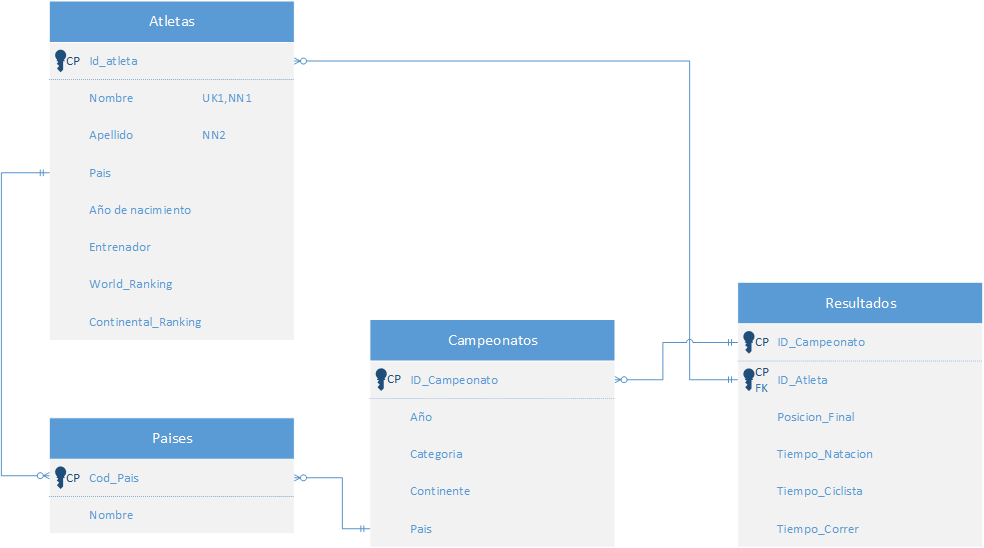 Atletas
CP Id_atleta
Nombre UK1,NN1
Apellido NN2
Pais
Año de nacimiento
Entrenador
World_Ranking
Continental_Ranking
Paises
CP Cod_Pais
Nombre
Campeonatos
CP ID_Campeonato
Año
Categoria
Continente
Pais
Resultados
CP ID_Campeonato
CP
FK ID_Atleta
Posicion_Final
Tiempo_Natacion
Tiempo_Ciclista
Tiempo_Correr